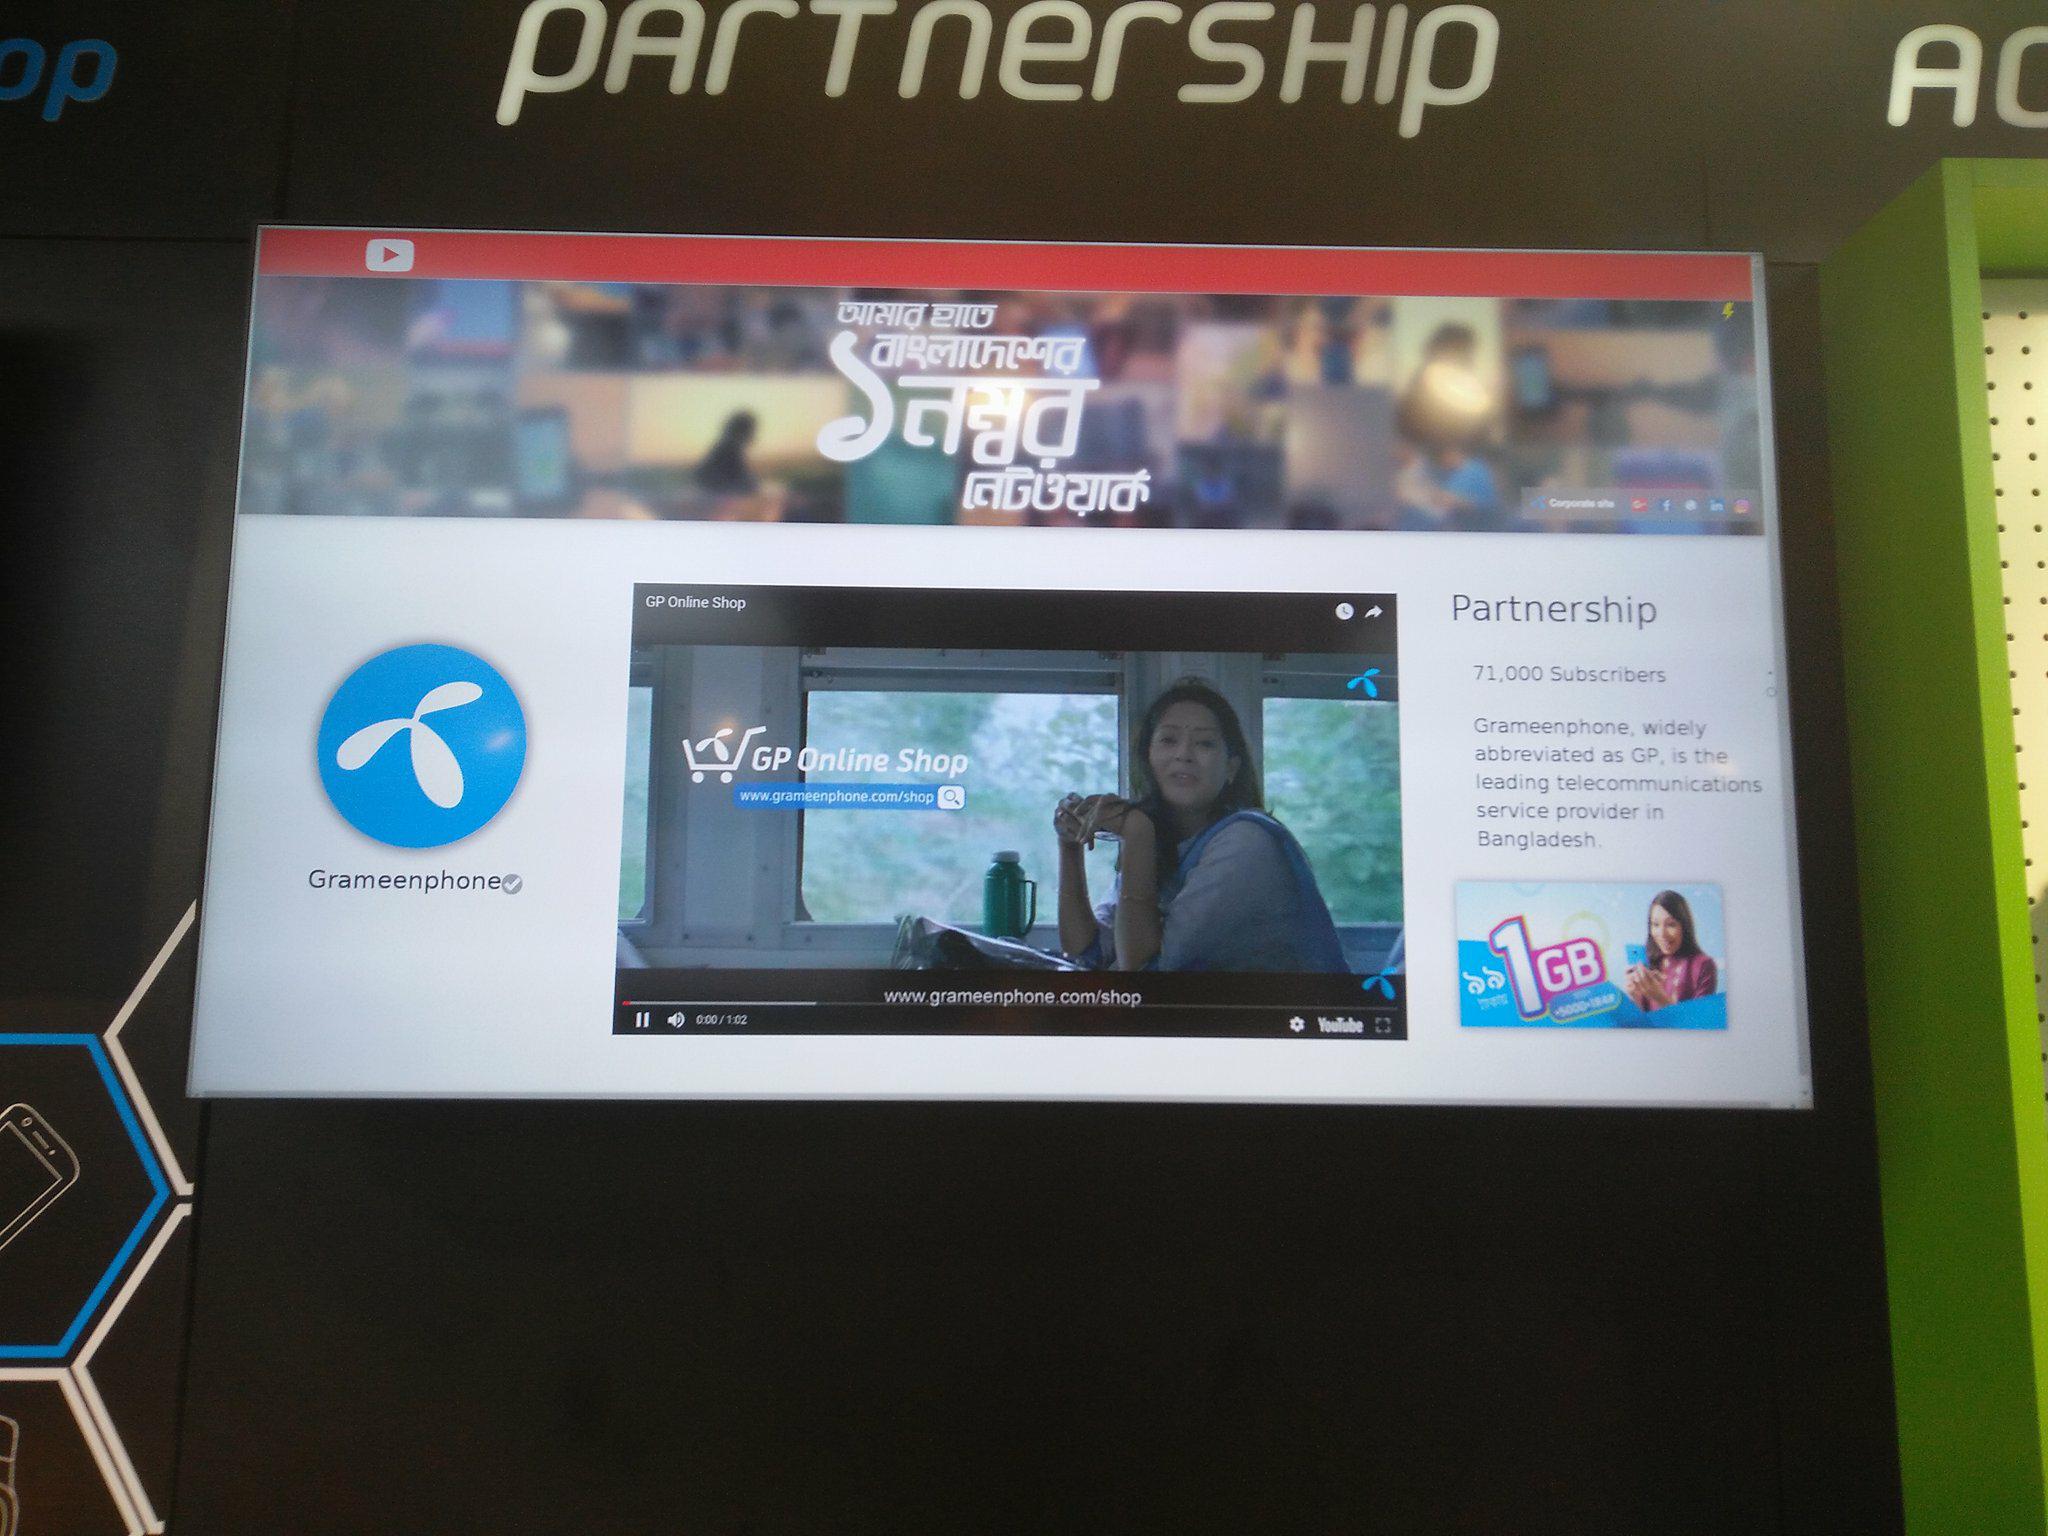 op
PARTNERSHIP
AC
আমার হাতে
বাংলাদেশের
১ নম্বর
নেটওয়ার্ক
Corporate site
GP Online Shop
GP Online Shop
www.grameenphone.com/shop
www.grameenphone.com/shop
0:00 / 1:02
YouTube
Grameenphone
Partnership
71,000 Subscribers
Grameenphone, widely
abbreviated as GP, is the
leading telecommunications
service provider in
Bangladesh.
৯৯
1GB